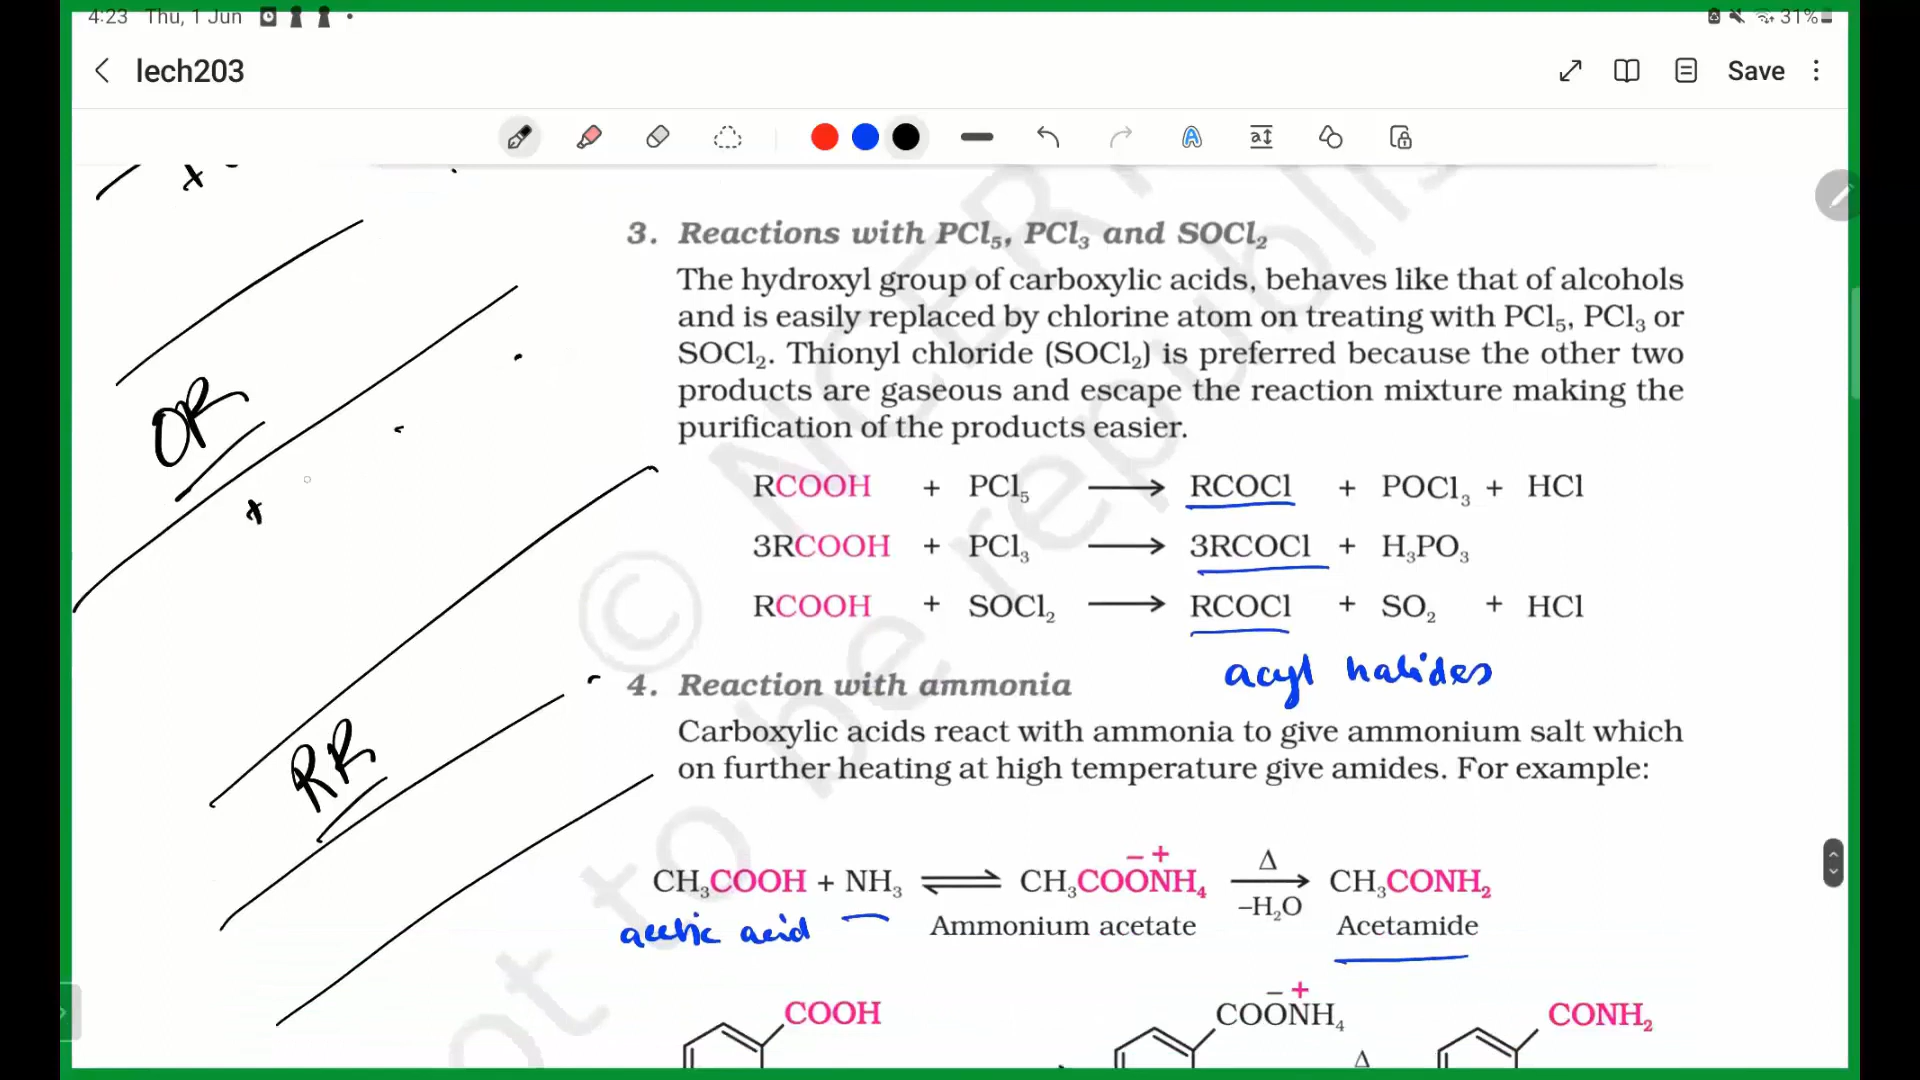 4:23 Thu, 1 Jun
31%
lech203
Save
3. Reactions with PCl₅, PCl₃ and SOCl₂
The hydroxyl group of carboxylic acids, behaves like that of alcohols
and is easily replaced by chlorine atom on treating with PCl₅, PCl₃ or
SOCl₂. Thionyl chloride (SOCl₂) is preferred because the other two
products are gaseous and escape the reaction mixture making the
purification of the products easier.
OR
x
x
RCOOH + PCl₅ ⟶ RCOCl + POCl₃ + HCl
3RCOOH + PCl₃ ⟶ 3RCOCl + H₃PO₃
RCOOH + SOCl₂ ⟶ RCOCl + SO₂ + HCl
acyl halides
4. Reaction with ammonia
Carboxylic acids react with ammonia to give ammonium salt which
on further heating at high temperature give amides. For example:
RR
− + Δ
CH₃COOH + NH₃ ⇌ CH₃COONH₄ ⟶ CH₃CONH₂
–H₂O
acetic acid Ammonium acetate Acetamide
− +
COOH COONH₄ CONH₂
Δ
© NCERT
not to be republis